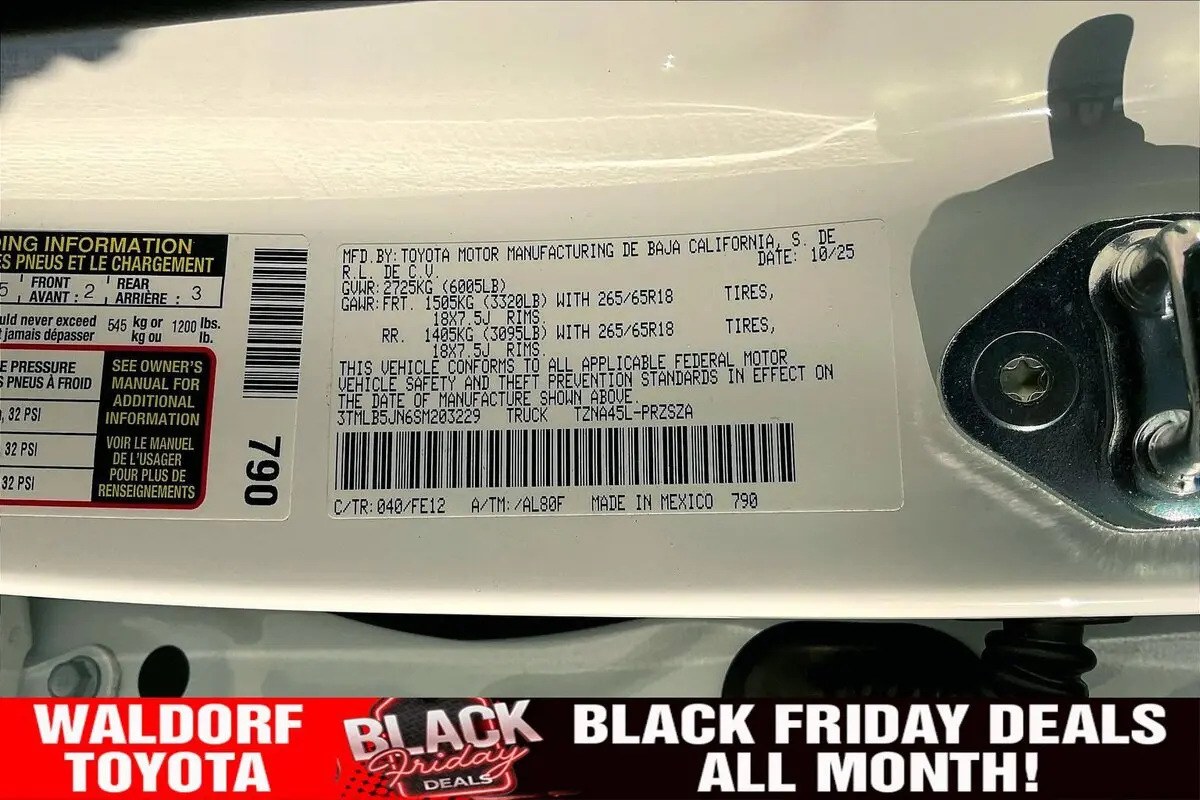 DING INFORMATION
ES PNEUS ET LE CHARGEMENT
5 FRONT AVANT : 2 REAR ARRIÈRE : 3
uld never exceed 545 kg or 1200 lbs.
t jamais dépasser kg ou lb.
E PRESSURE
S PNEUS À FROID
, 32 PSI
32 PSI
32 PSI
SEE OWNER'S
MANUAL FOR
ADDITIONAL
INFORMATION
VOIR LE MANUEL
DE L'USAGER
POUR PLUS DE
RENSEIGNEMENTS
790
MFD.BY: TOYOTA MOTOR MANUFACTURING DE BAJA CALIFORNIA, S. DE
R.L. DE C.V. DATE: 10/25
GVWR: 2725KG (6005LB)
GAWR: FRT. 1505KG (3320LB) WITH 265/65R18 TIRES,
18X7.5J RIMS.
RR. 1405KG (3095LB) WITH 265/65R18 TIRES,
18X7.5J RIMS.
THIS VEHICLE CONFORMS TO ALL APPLICABLE FEDERAL MOTOR
VEHICLE SAFETY AND THEFT PREVENTION STANDARDS IN EFFECT ON
THE DATE OF MANUFACTURE SHOWN ABOVE.
3TMLB5JN6SM203229 TRUCK TZNA45L-PRZSZA
C/TR: 040/FE12 A/TM: /AL80F MADE IN MEXICO 790
WALDORF
TOYOTA
BLACK
Friday
DEALS
BLACK FRIDAY DEALS
ALL MONTH!